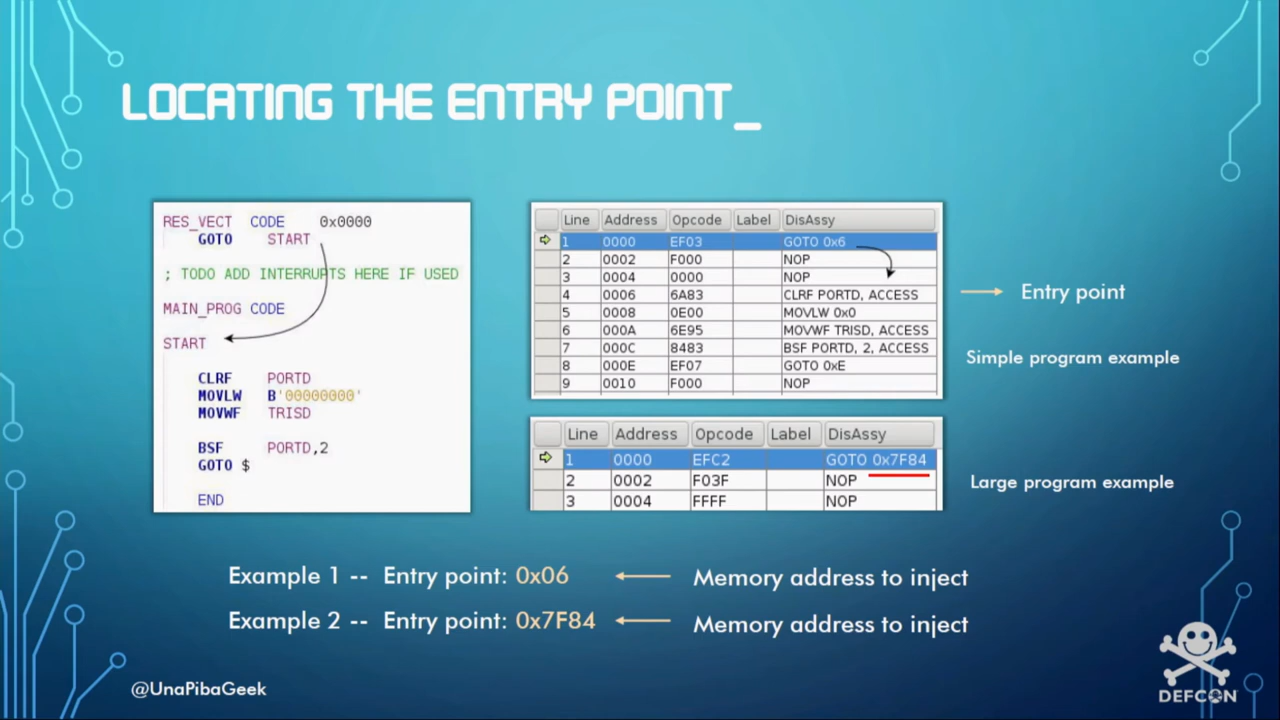 LOCATING THE ENTRY POINT_
RES_VECT CODE 0x0000
GOTO START
; TODO ADD INTERRUPTS HERE IF USED
MAIN_PROG CODE
START
CLRF PORTD
MOVLW B'00000000'
MOVWF TRISD
BSF PORTD,2
GOTO $
END
Line Address Opcode Label DisAssy
1 0000 EF03 GOTO 0x6
2 0002 F000 NOP
3 0004 0000 NOP
4 0006 6A83 CLRF PORTD, ACCESS
5 0008 0E00 MOVLW 0x0
6 000A 6E95 MOVWF TRISD, ACCESS
7 000C 8483 BSF PORTD, 2, ACCESS
8 000E EF07 GOTO 0xE
9 0010 F000 NOP
Entry point
Simple program example
Line Address Opcode Label DisAssy
1 0000 EFC2 GOTO 0x7F84
2 0002 F03F NOP
3 0004 FFFF NOP
Large program example
Example 1 -- Entry point: 0x06 Memory address to inject
Example 2 -- Entry point: 0x7F84 Memory address to inject
@UnaPibaGeek
DEFCON